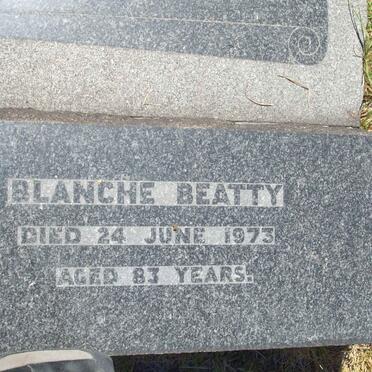 BLANCHE BEATTY
DIED 24 JUNE 1973
AGED 83 YEARS.